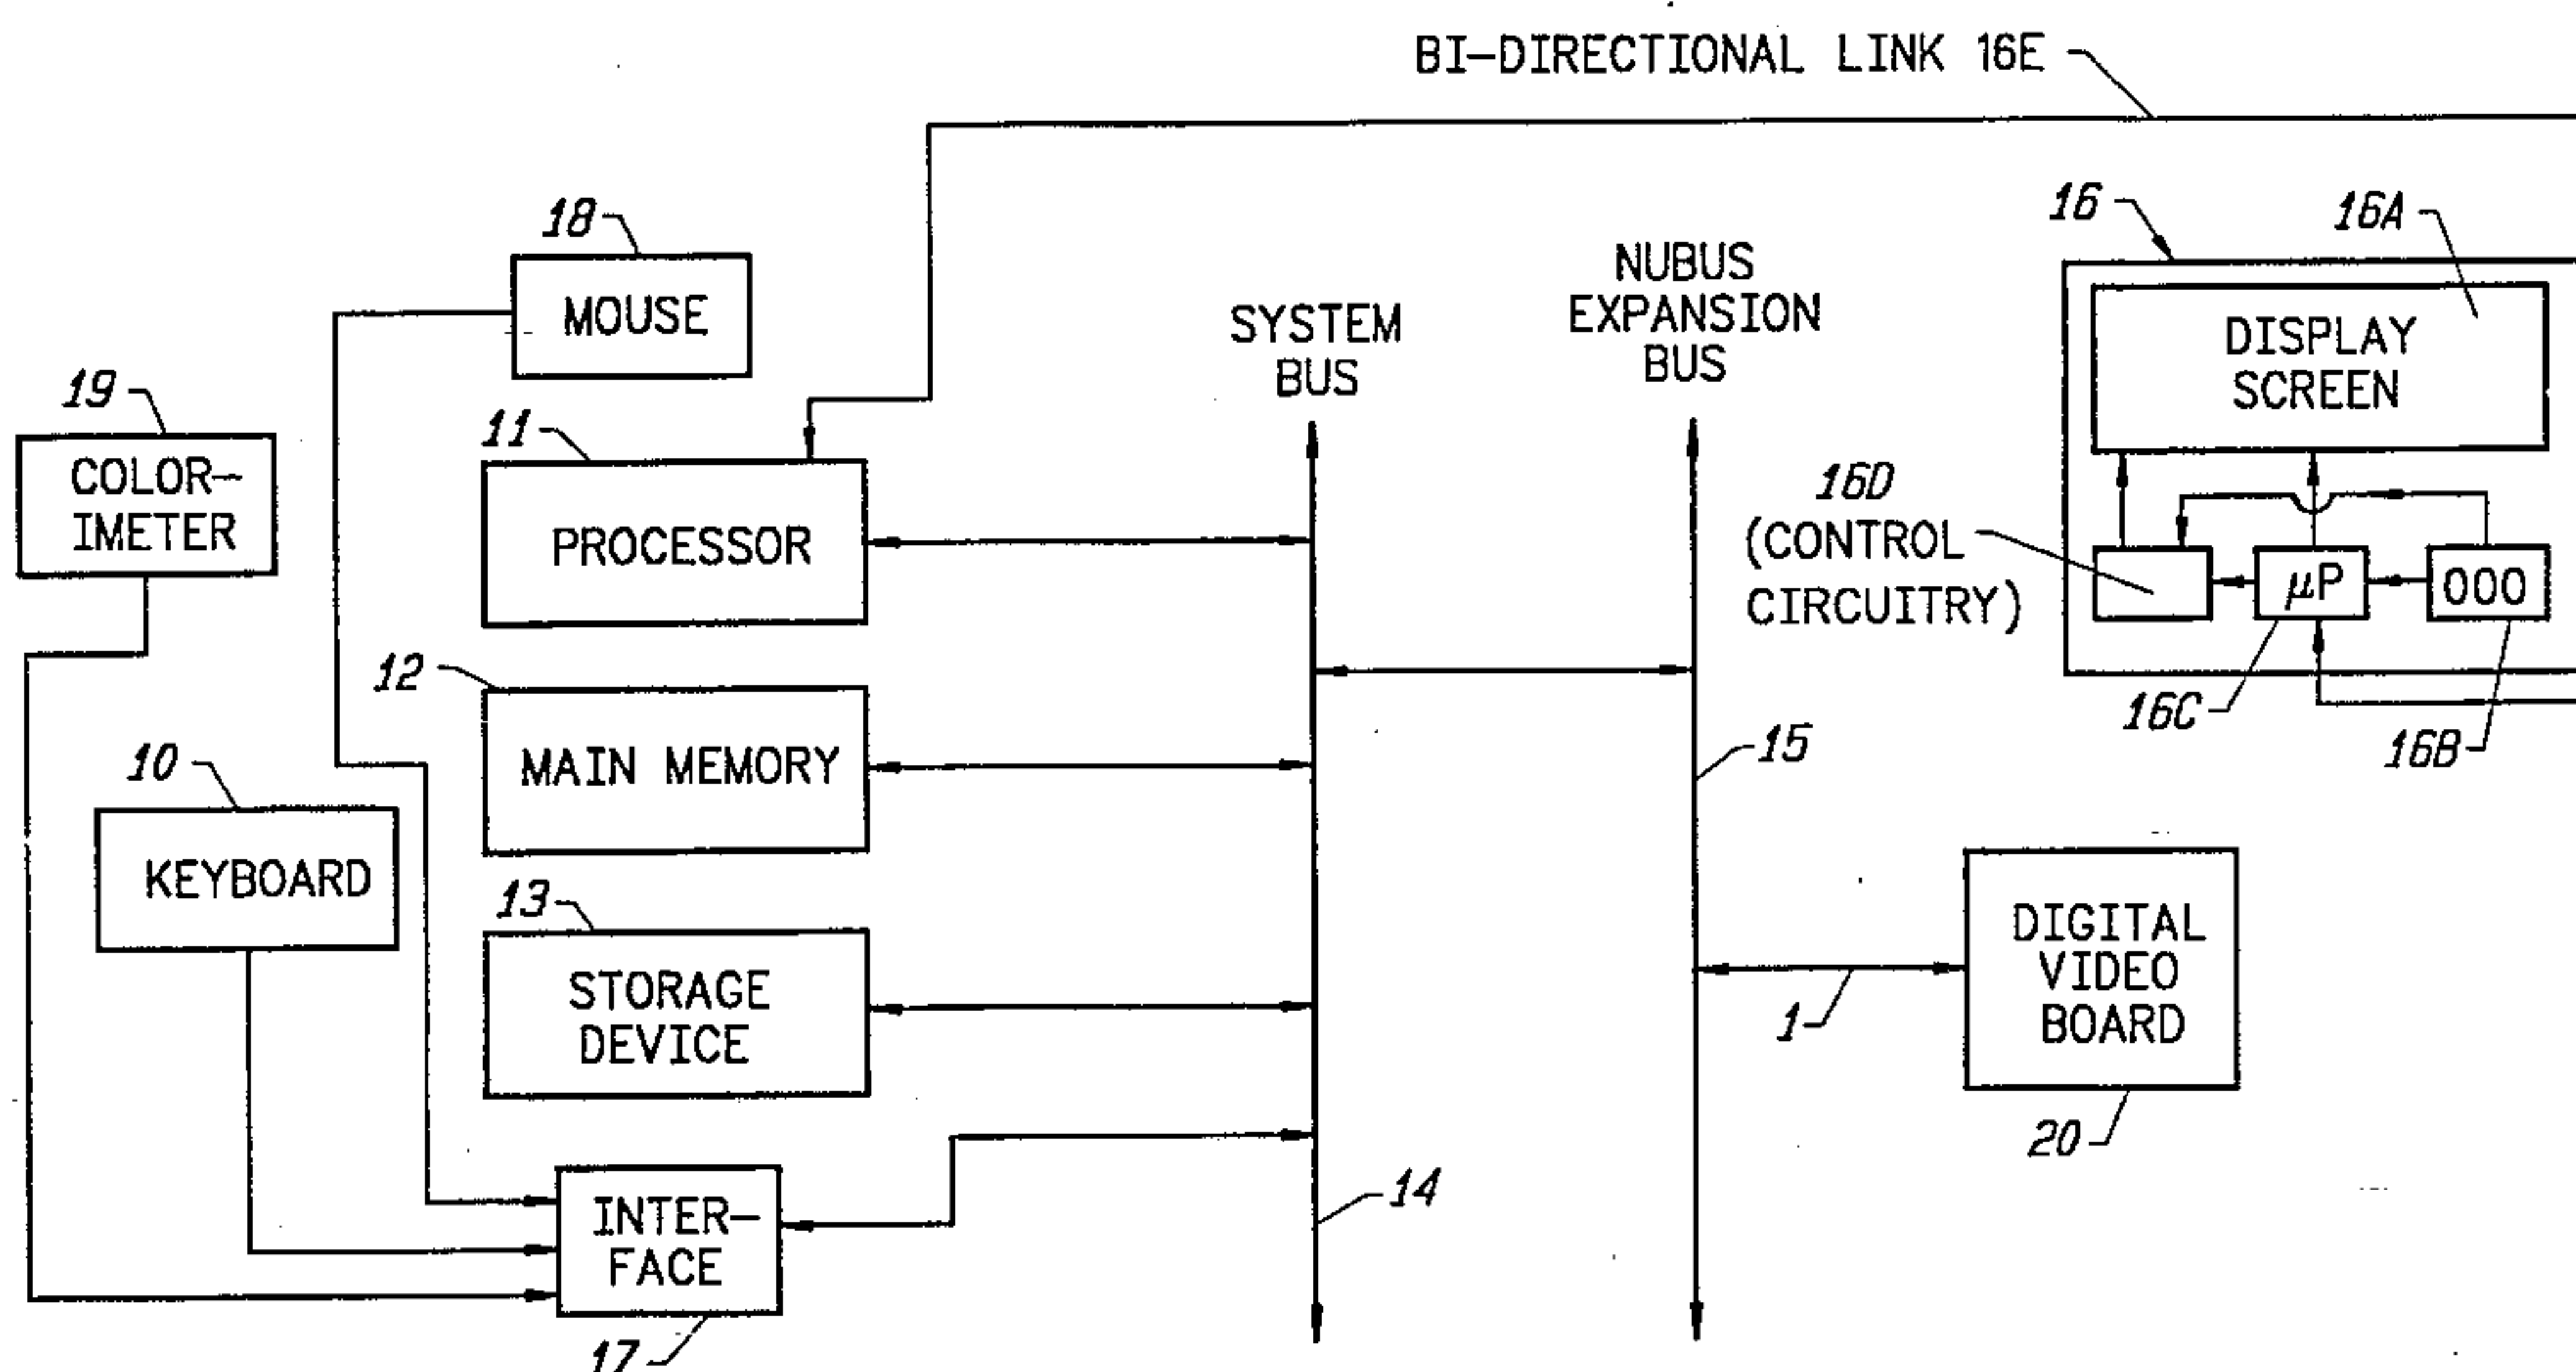 BI-DIRECTIONAL LINK 16E
16
16A
18
MOUSE
NUBUS
EXPANSION
BUS
SYSTEM
BUS
DISPLAY
SCREEN
19
COLOR-
IMETER
11
PROCESSOR
16D
(CONTROL
CIRCUITRY)
μP
000
16C
16B
12
MAIN MEMORY
15
10
KEYBOARD
13
STORAGE
DEVICE
DIGITAL
VIDEO
BOARD
1
20
14
INTER-
FACE
17